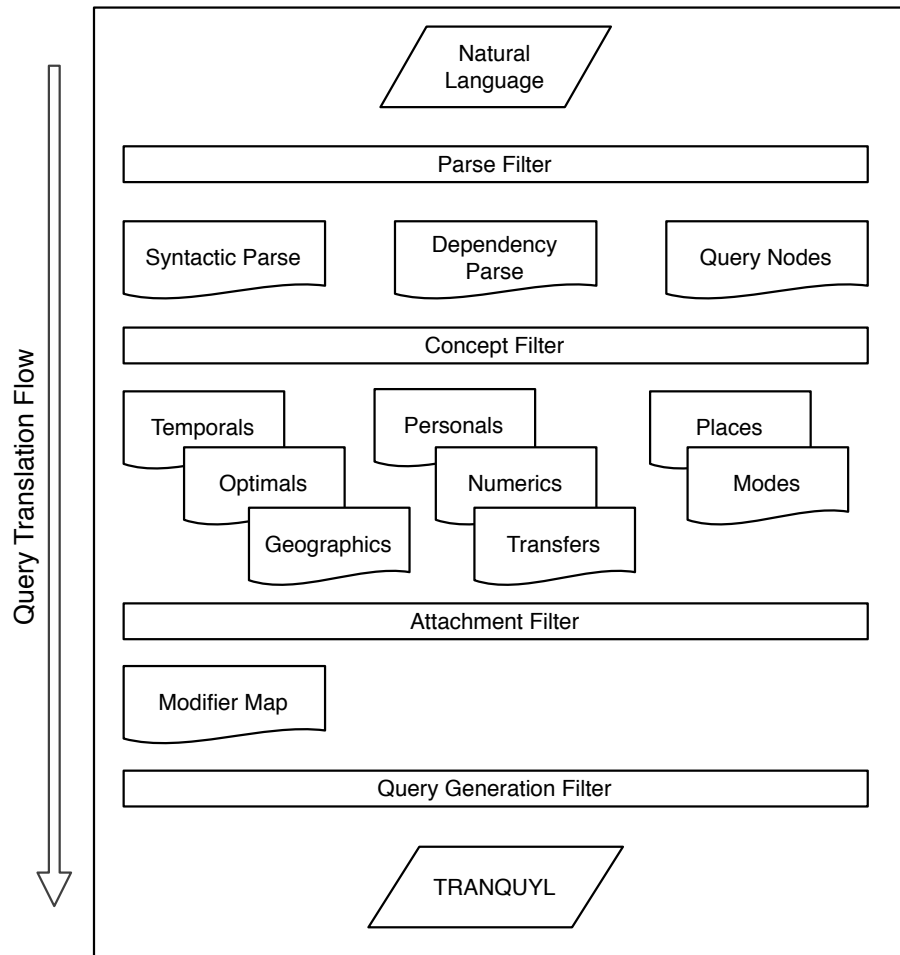 Natural
Language
Parse Filter
Syntactic Parse
Dependency
Parse
Query Nodes
Concept Filter
Temporals
Personals
Places
Optimals
Numerics
Modes
Geographics
Transfers
Attachment Filter
Modifier Map
Query Generation Filter
TRANQUYL
Query Translation Flow